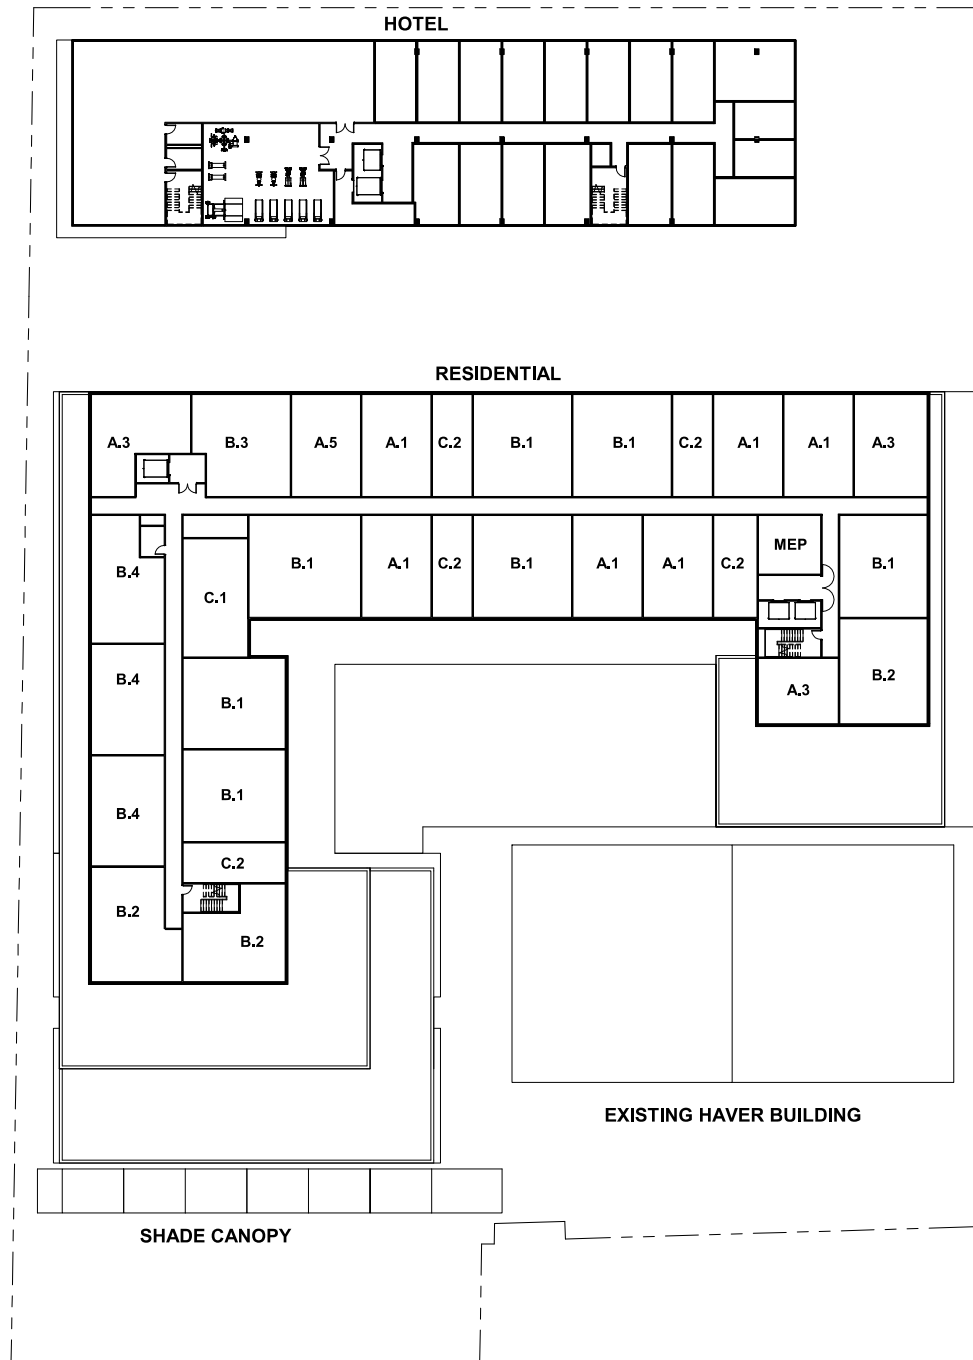 HOTEL
RESIDENTIAL
A.3 B.3 A.5 A.1 C.2 B.1 B.1 C.2 A.1 A.1 A.3
B.4 C.1 B.1 A.1 C.2 B.1 A.1 A.1 C.2 MEP B.1
B.4 B.1 A.3 B.2
B.4 B.1
C.2
B.2 B.2
EXISTING HAVER BUILDING
SHADE CANOPY